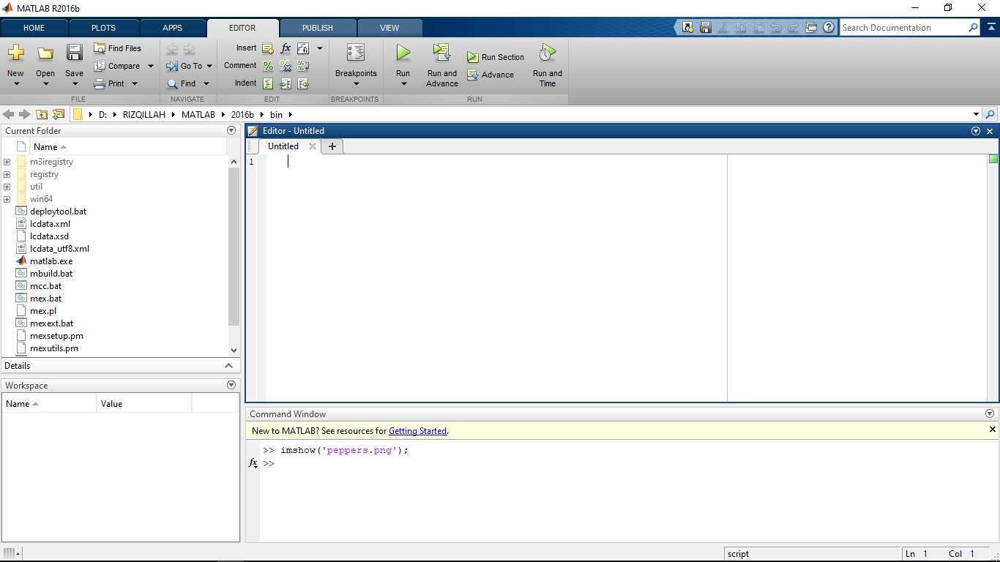 MATLAB R2016b
HOME PLOTS APPS EDITOR PUBLISH VIEW Search Documentation
New Open Save Find Files Compare Print
FILE
Go To Find
NAVIGATE
Insert fx
Comment
Indent
EDIT
Breakpoints
BREAKPOINTS
Run Run and Advance Run Section Advance Run and Time
RUN
D: RIZQILLAH MATLAB 2016b bin
Current Folder
Name
m3iregistry
registry
util
win64
deploytool.bat
lcdata.xml
lcdata.xsd
lcdata_utf8.xml
matlab.exe
mbuild.bat
mcc.bat
mex.bat
mex.pl
mexext.bat
mexsetup.pm
mexutils.pm
Details
Workspace
Name Value
Editor - Untitled
Untitled
1
Command Window
New to MATLAB? See resources for Getting Started.
>> imshow('peppers.png');
fx >>
script Ln 1 Col 1